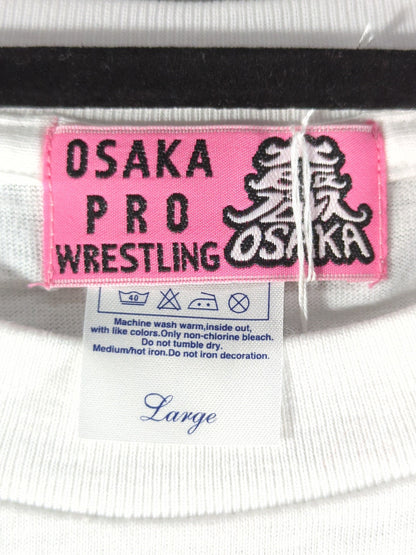 OSAKA
PRO
WRESTLING
OSAKA
40
Machine wash warm,inside out,
with like colors.Only non-chlorine bleach.
Do not tumble dry.
Medium/hot iron.Do not iron decoration.
Large